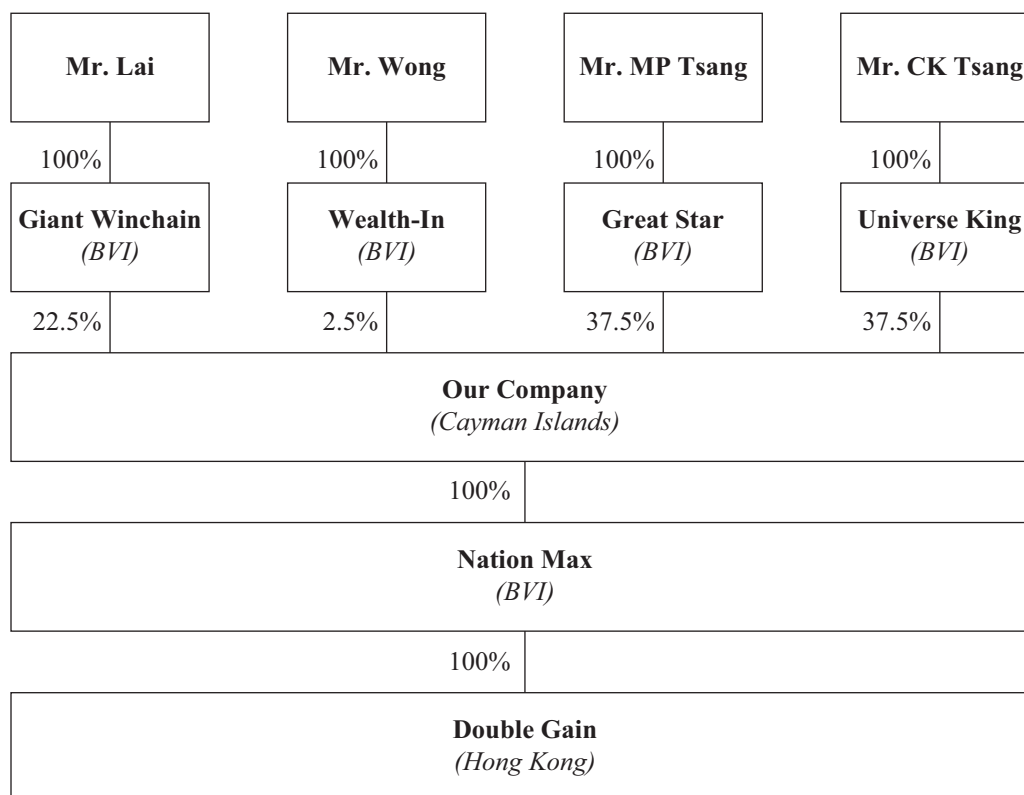 Mr. Lai
Mr. Wong
Mr. MP Tsang
Mr. CK Tsang
100%
100%
100%
100%
Giant Winchain
(BVI)
Wealth-In
(BVI)
Great Star
(BVI)
Universe King
(BVI)
22.5%
2.5%
37.5%
37.5%
Our Company
(Cayman Islands)
100%
Nation Max
(BVI)
100%
Double Gain
(Hong Kong)